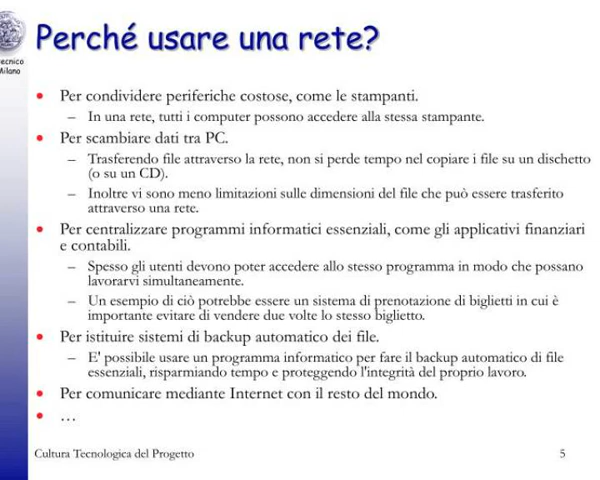 Perché usare una rete?
tecnico
Milano
• Per condividere periferiche costose, come le stampanti.
– In una rete, tutti i computer possono accedere alla stessa stampante.
• Per scambiare dati tra PC.
– Trasferendo file attraverso la rete, non si perde tempo nel copiare i file su un dischetto
(o su un CD).
– Inoltre vi sono meno limitazioni sulle dimensioni del file che può essere trasferito
attraverso una rete.
• Per centralizzare programmi informatici essenziali, come gli applicativi finanziari
e contabili.
– Spesso gli utenti devono poter accedere allo stesso programma in modo che possano
lavorarvi simultaneamente.
– Un esempio di ciò potrebbe essere un sistema di prenotazione di biglietti in cui è
importante evitare di vendere due volte lo stesso biglietto.
• Per istituire sistemi di backup automatico dei file.
– E' possibile usare un programma informatico per fare il backup automatico di file
essenziali, risparmiando tempo e proteggendo l'integrità del proprio lavoro.
• Per comunicare mediante Internet con il resto del mondo.
• …
Cultura Tecnologica del Progetto
5